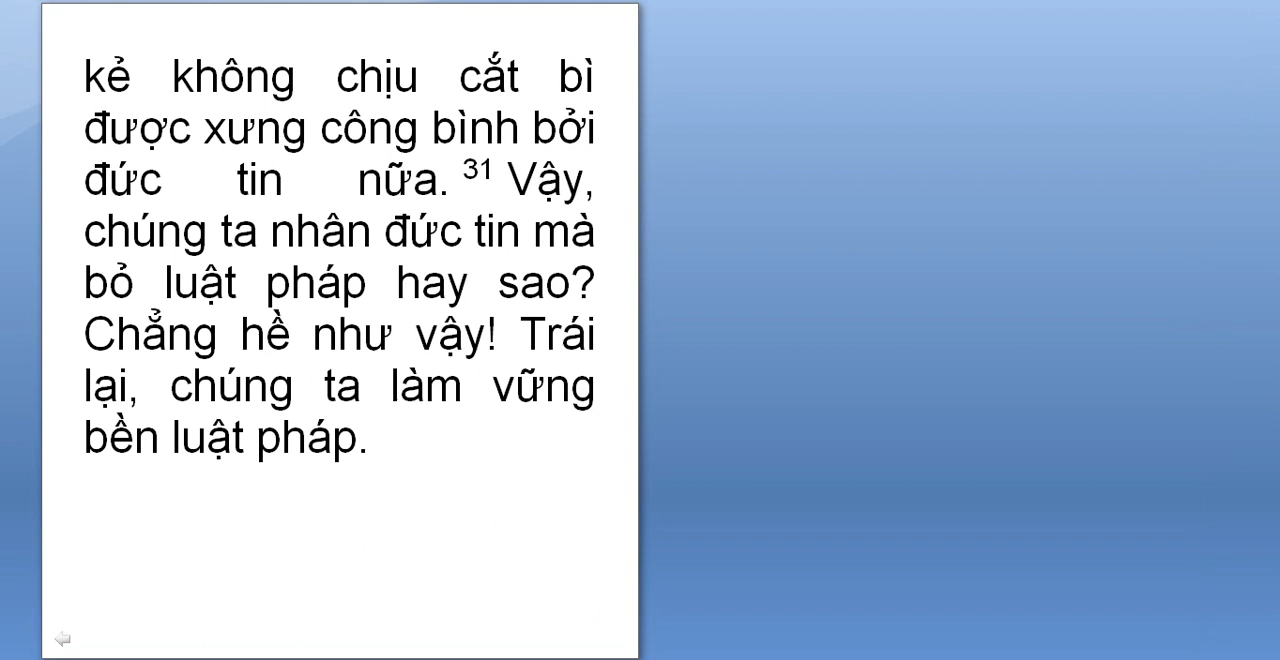 kẻ không chịu cắt bì
được xưng công bình bởi
đức tin nữa. 31 Vậy,
chúng ta nhân đức tin mà
bỏ luật pháp hay sao?
Chẳng hề như vậy! Trái
lại, chúng ta làm vững
bền luật pháp.